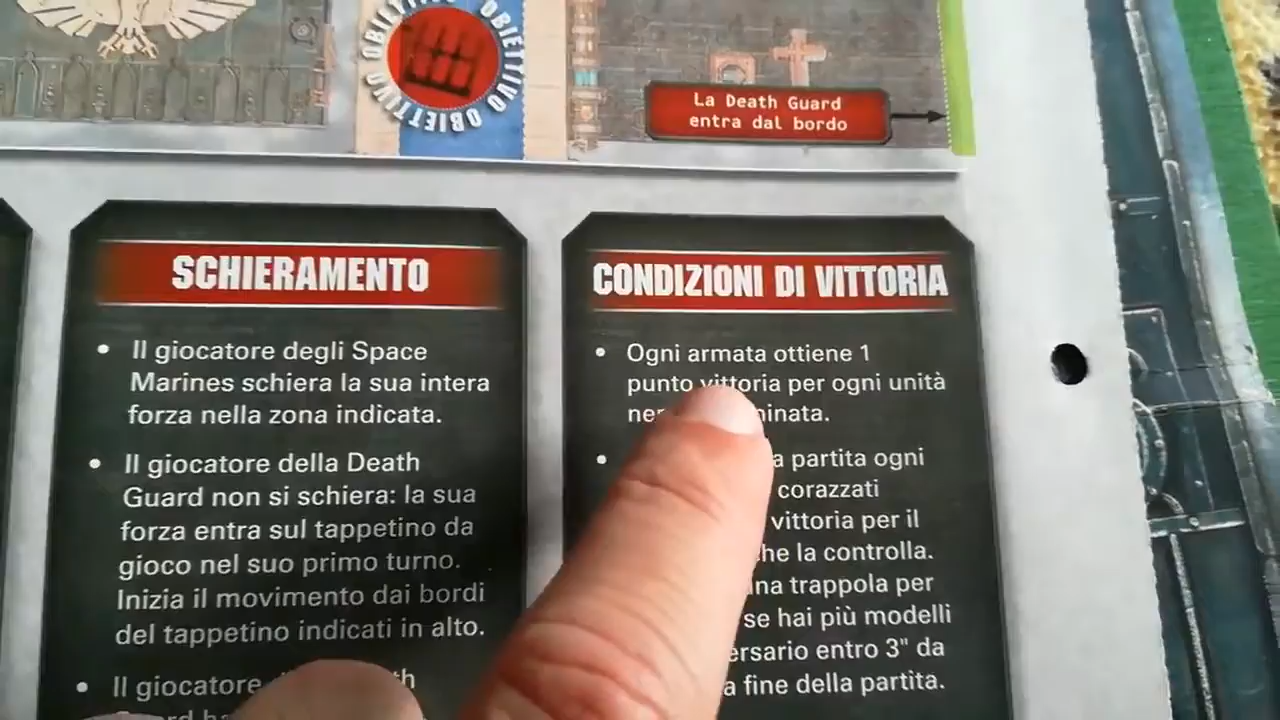 OBIETTIVO OBIETTIVO OBIETTIVO
La Death Guard
entra dal bordo
SCHIERAMENTO
• Il giocatore degli Space
Marines schiera la sua intera
forza nella zona indicata.
• Il giocatore della Death
Guard non si schiera: la sua
forza entra sul tappetino da
gioco nel suo primo turno.
Inizia il movimento dai bordi
del tappetino indicati in alto.
• Il giocatore
CONDIZIONI DI VITTORIA
• Ogni armata ottiene 1
punto vittoria per ogni unità
• a partita ogni
corazzati
vittoria per il
che la controlla.
una trappola per
se hai più modelli
entro 3" da
fine della partita.